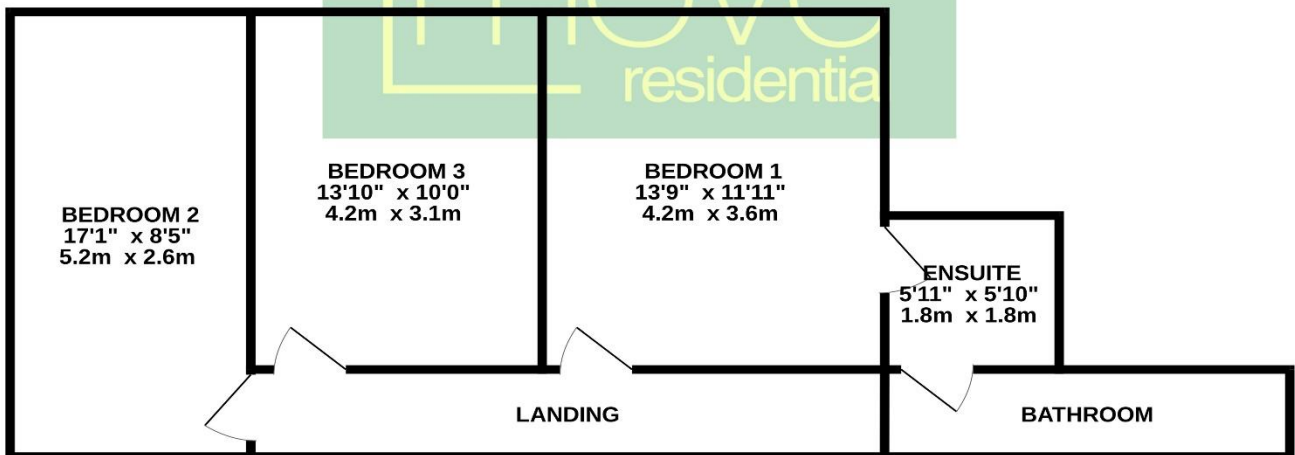 residential
BEDROOM 3
13'10" x 10'0"
4.2m x 3.1m
BEDROOM 1
13'9" x 11'11"
4.2m x 3.6m
BEDROOM 2
17'1" x 8'5"
5.2m x 2.6m
ENSUITE
5'11" x 5'10"
1.8m x 1.8m
LANDING
BATHROOM